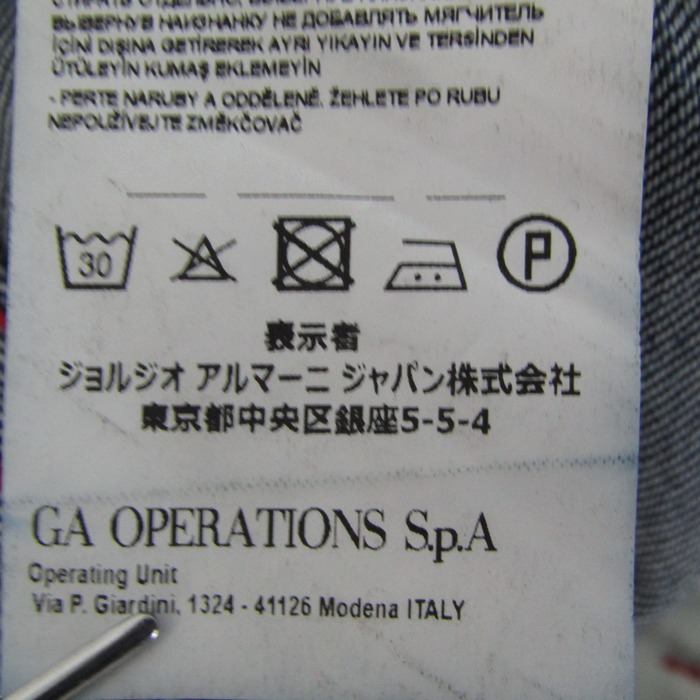 ВЫВЕРНУВ НАИЗНАНКУ НЕ ДОБАВЛЯТЬ МЯГЧИТЕЛЬ
İÇİNİ DIŞINA GETİREREK AYRI YIKAYIN VE TERSİNDEN
ÜTÜLEYİN KUMAŞ EKLEMEYİN
- PERTE NARUBY A ODDĚLENĚ. ŽEHLETE PO RUBU
NEPOUŽÍVEJTE ZMĚKČOVAČ
30
P
表示者
ジョルジオ アルマーニ ジャパン株式会社
東京都中央区銀座5-5-4
GA OPERATIONS S.p.A
Operating Unit
Via P. Giardini, 1324 - 41126 Modena ITALY